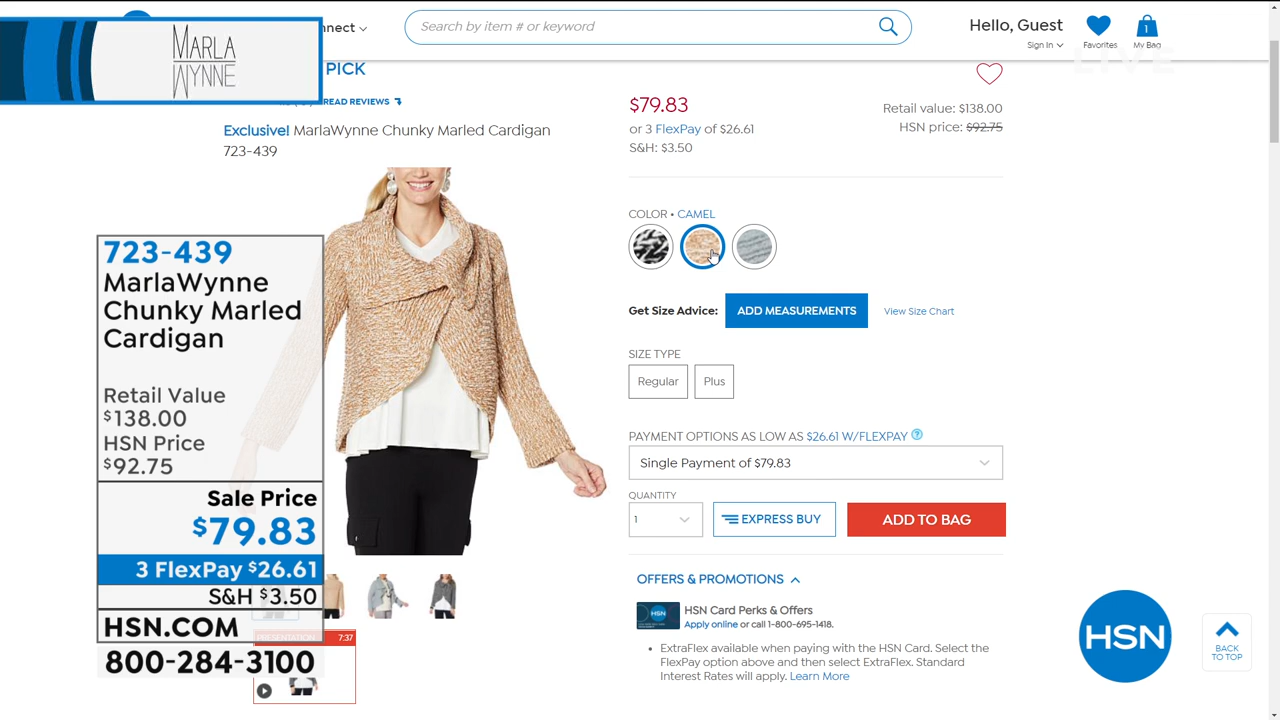 MARLA
WYNNE
nnect
Search by item # or keyword
Hello, Guest
Sign In
Favorites
1
My Bag
LIVE
PICK
READ REVIEWS
Exclusive! MarlaWynne Chunky Marled Cardigan
723-439
$79.83
or 3 FlexPay of $26.61
S&H: $3.50
Retail value: $138.00
HSN price: $92.75
COLOR • CAMEL
Get Size Advice:
ADD MEASUREMENTS
View Size Chart
SIZE TYPE
Regular
Plus
PAYMENT OPTIONS AS LOW AS $26.61 W/FLEXPAY ?
Single Payment of $79.83
QUANTITY
1
EXPRESS BUY
ADD TO BAG
OFFERS & PROMOTIONS
HSN
HSN Card Perks & Offers
Apply online or call 1-800-695-1418.
• ExtraFlex available when paying with the HSN Card. Select the
FlexPay option above and then select ExtraFlex. Standard
Interest Rates will apply. Learn More
723-439
MarlaWynne
Chunky Marled
Cardigan
Retail Value
$138.00
HSN Price
$92.75
Sale Price
$79.83
3 FlexPay $26.61
S&H $3.50
HSN.COM
PRESENTATION 7:37
800-284-3100
HSN
BACK
TO TOP